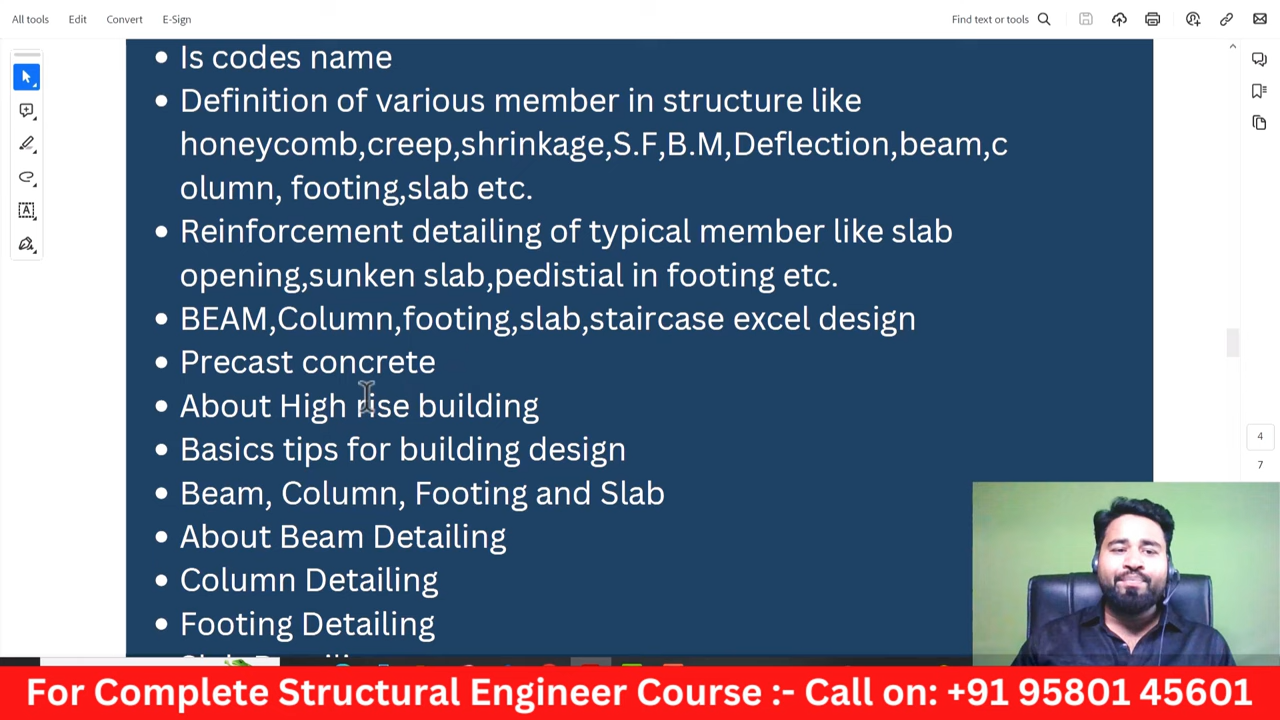 All tools Edit Convert E-Sign Find text or tools
Is codes name
Definition of various member in structure like
honeycomb,creep,shrinkage,S.F,B.M,Deflection,beam,c
olumn, footing,slab etc.
Reinforcement detailing of typical member like slab
opening,sunken slab,pedistial in footing etc.
BEAM,Column,footing,slab,staircase excel design
Precast concrete
About High rise building
Basics tips for building design
Beam, Column, Footing and Slab
About Beam Detailing
Column Detailing
Footing Detailing
4
7
For Complete Structural Engineer Course :- Call on: +91 95801 45601